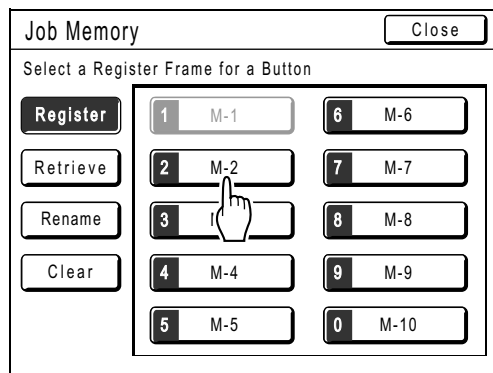 Job Memory
Close
Select a Register Frame for a Button
Register
Retrieve
Rename
Clear
1 M-1
2 M-2
3
4 M-4
5 M-5
6 M-6
7 M-7
8 M-8
9 M-9
0 M-10